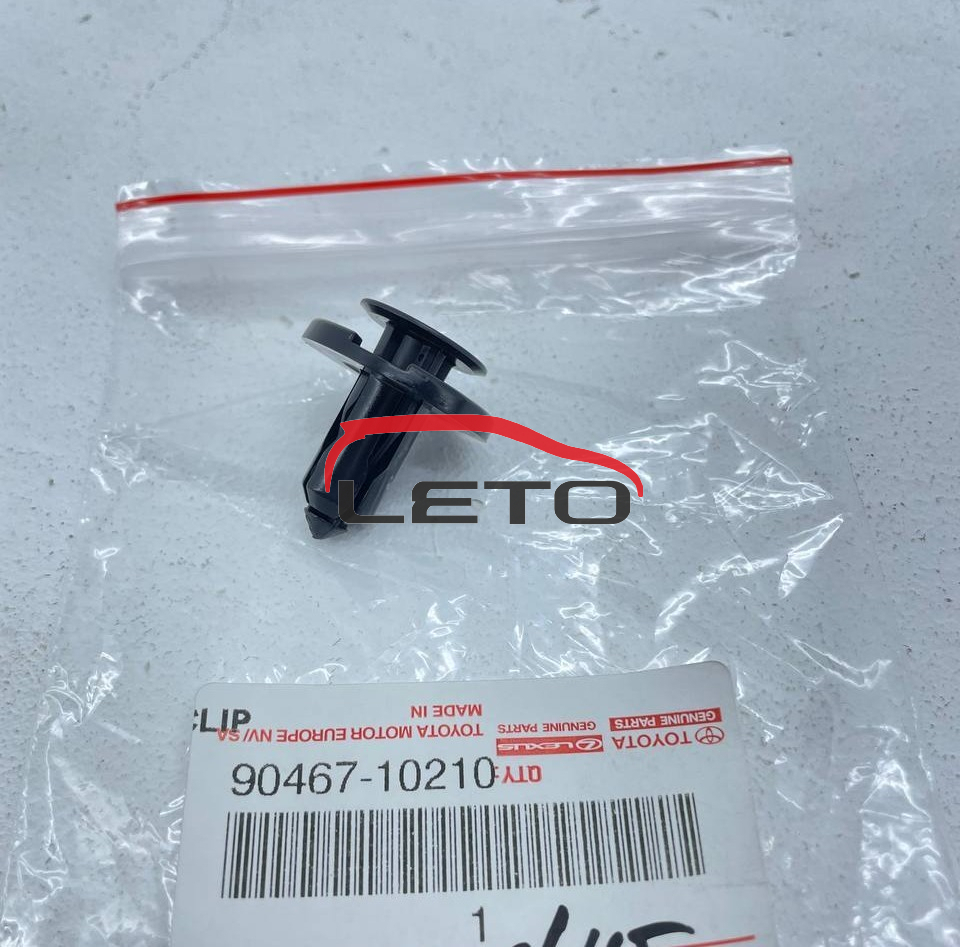 LETO
CLIP
MADE IN
TOYOTA MOTOR EUROPE NV/SA
LEXUS GENUINE PARTS
TOYOTA GENUINE PARTS
90467-10210
QTY:
1